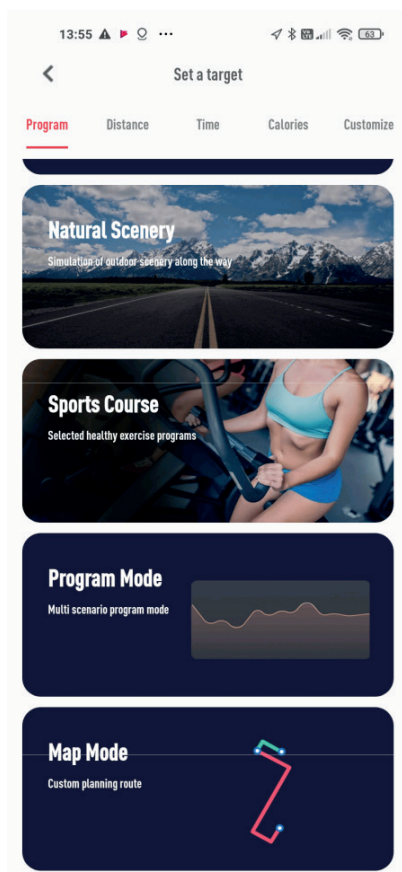 13:55
63
Set a target
Program Distance Time Calories Customize
Natural Scenery
Simulation of outdoor scenery along the way
Sports Course
Selected healthy exercise programs
Program Mode
Multi scenario program mode
Map Mode
Custom planning route